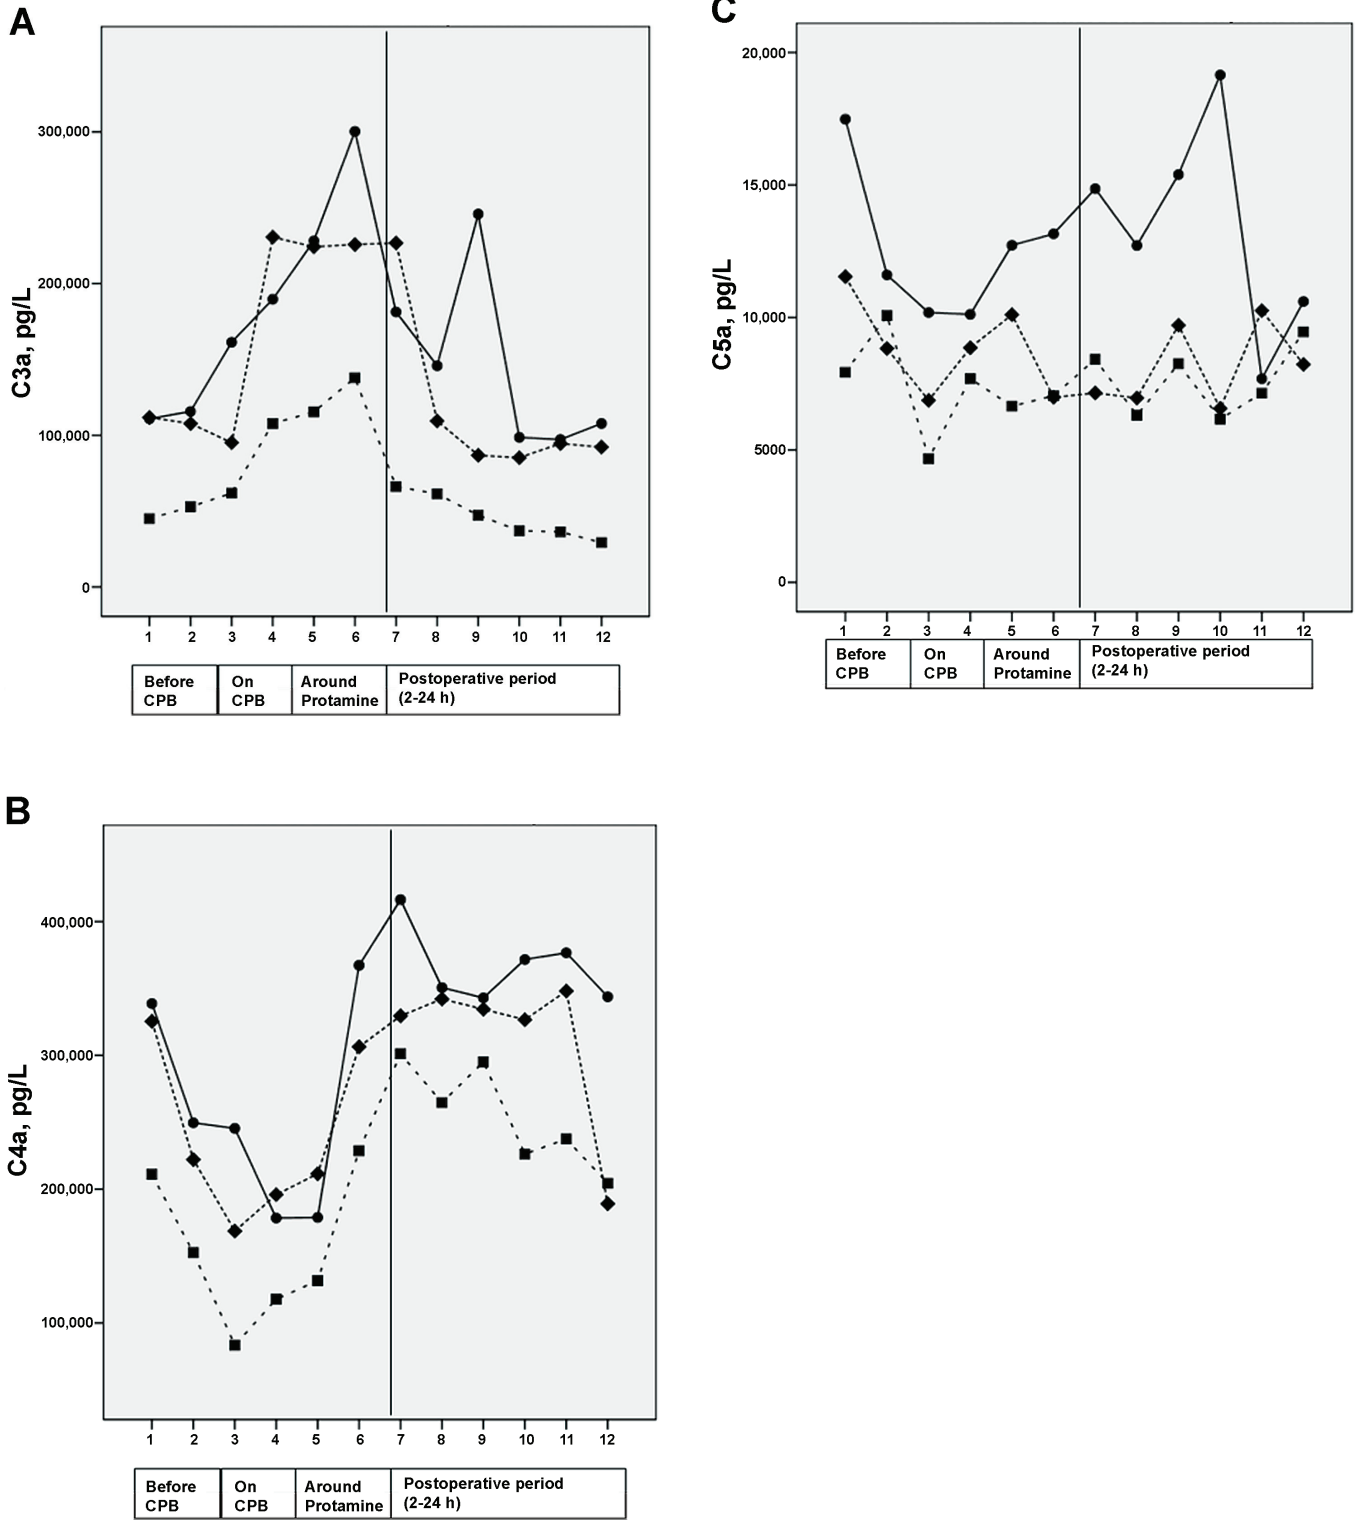 A
C3a, pg/L
300,000
200,000
100,000
0
1 2 3 4 5 6 7 8 9 10 11 12
Before CPB
On CPB
Around Protamine
Postoperative period (2-24 h)
C
C5a, pg/L
20,000
15,000
10,000
5000
0
1 2 3 4 5 6 7 8 9 10 11 12
Before CPB
On CPB
Around Protamine
Postoperative period (2-24 h)
B
C4a, pg/L
400,000
300,000
200,000
100,000
1 2 3 4 5 6 7 8 9 10 11 12
Before CPB
On CPB
Around Protamine
Postoperative period (2-24 h)